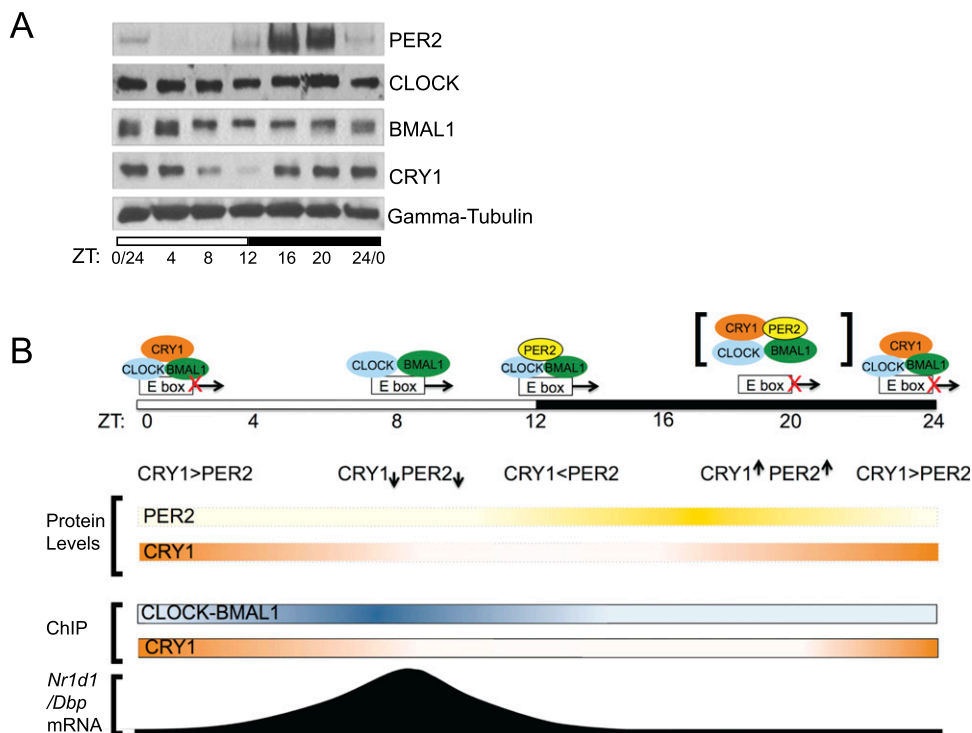 A
PER2
CLOCK
BMAL1
CRY1
Gamma-Tubulin
ZT: 0/24 4 8 12 16 20 24/0
B
CRY1 CLOCK BMAL1 E box
CLOCK BMAL1 E box
PER2 CLOCK BMAL1 E box
CRY1 PER2 CLOCK BMAL1 E box
CRY1 CLOCK BMAL1 E box
ZT: 0 4 8 12 16 20 24
CRY1>PER2 CRY1↓PER2↓ CRY1<PER2 CRY1↑PER2↑ CRY1>PER2
Protein
Levels
PER2
CRY1
ChIP
CLOCK-BMAL1
CRY1
Nr1d1
/Dbp
mRNA